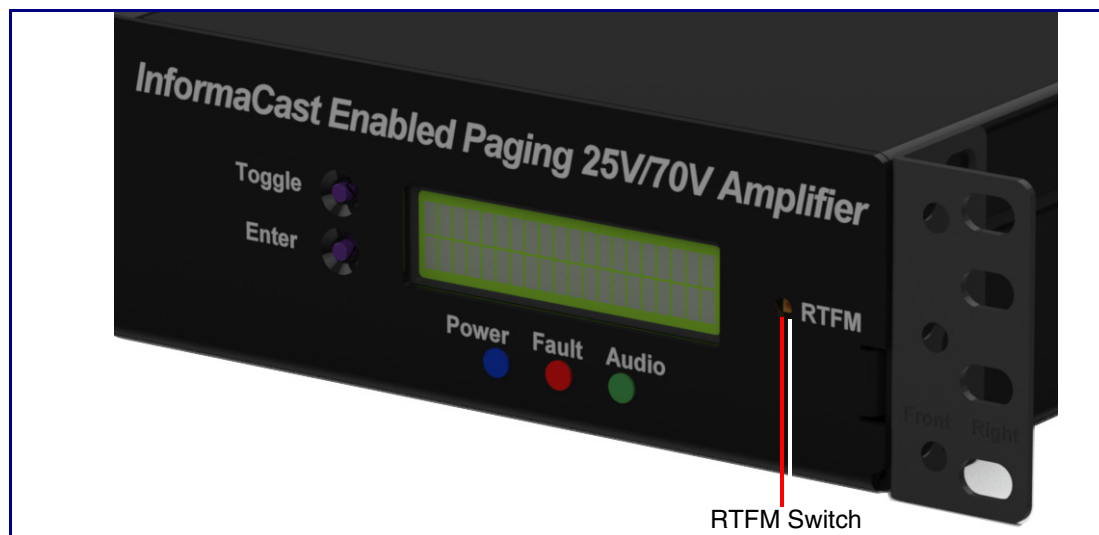 InformaCast Enabled Paging 25V/70V Amplifier
Toggle
Enter
RTFM
Power Fault Audio
Front Right
RTFM Switch